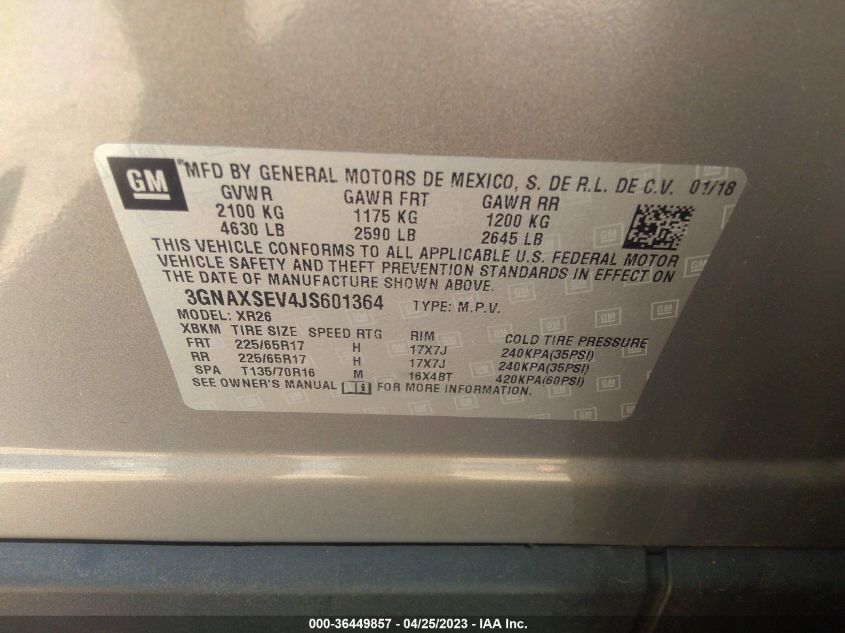 GM MFD BY GENERAL MOTORS DE MEXICO, S. DE R.L. DE C.V. 01/18
GVWR GAWR FRT GAWR RR
2100 KG 1175 KG 1200 KG
4630 LB 2590 LB 2645 LB
THIS VEHICLE CONFORMS TO ALL APPLICABLE U.S. FEDERAL MOTOR
VEHICLE SAFETY AND THEFT PREVENTION STANDARDS IN EFFECT ON
THE DATE OF MANUFACTURE SHOWN ABOVE.
3GNAXSEV4JS601364 TYPE: M.P.V.
MODEL: XR26
XBKM TIRE SIZE SPEED RTG RIM COLD TIRE PRESSURE
FRT 225/65R17 H 17X7J 240KPA(35PSI)
RR 225/65R17 H 17X7J 240KPA(35PSI)
SPA T135/70R16 M 16X4BT 420KPA(60PSI)
SEE OWNER'S MANUAL FOR MORE INFORMATION.
000-36449857 - 04/25/2023 - IAA Inc.